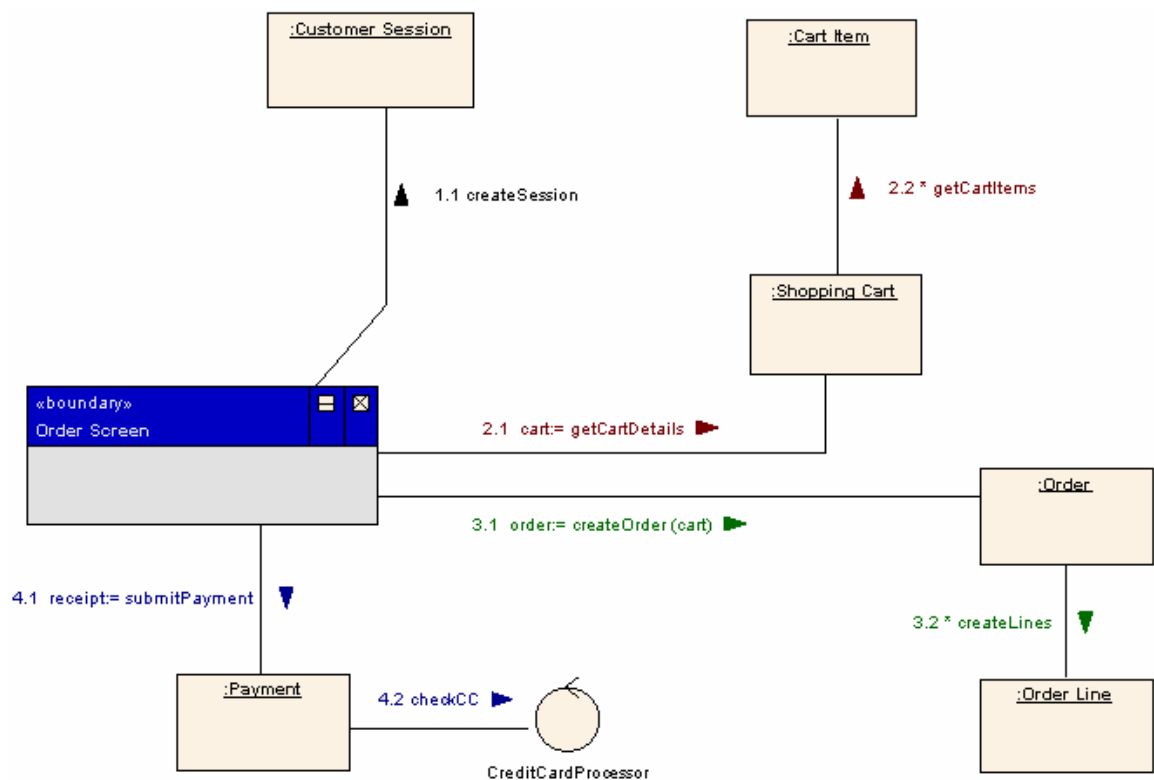 :Customer Session
:Cart Item
1.1 createSession
2.2 * getCartItems
:Shopping Cart
«boundary»
Order Screen
2.1 cart:= getCartDetails
:Order
3.1 order:= createOrder (cart)
4.1 receipt:= submitPayment
3.2 * createLines
:Payment
4.2 checkCC
:Order Line
CreditCardProcessor